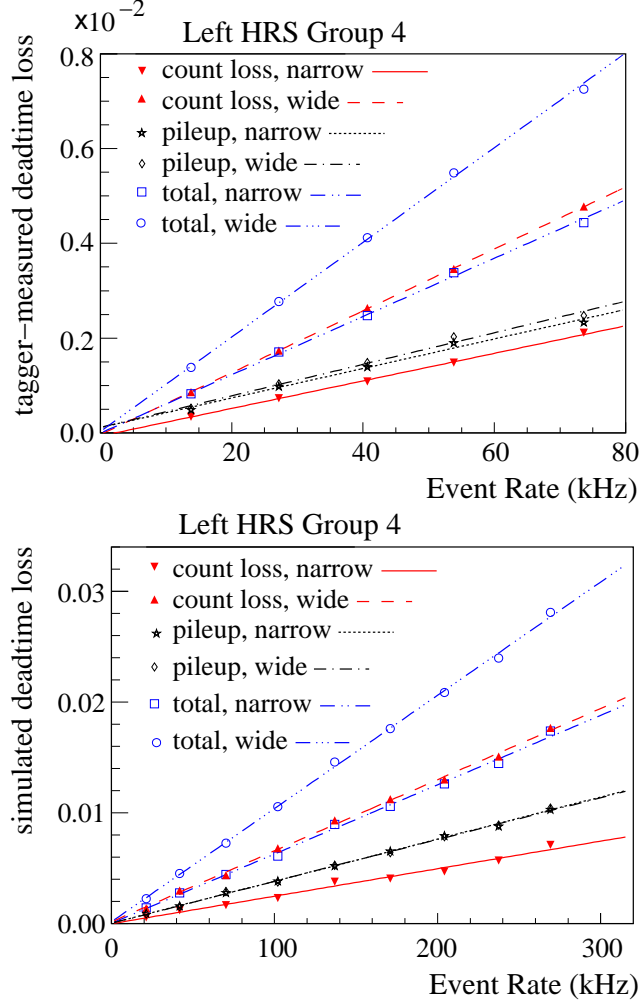 ×10⁻²
Left HRS Group 4
0.8
0.6
0.4
0.2
0.0
tagger−measured deadtime loss
count loss, narrow
count loss, wide
pileup, narrow
pileup, wide
total, narrow
total, wide
0 20 40 60 80
Event Rate (kHz)
Left HRS Group 4
0.03
0.02
0.01
0.00
simulated deadtime loss
count loss, narrow
count loss, wide
pileup, narrow
pileup, wide
total, narrow
total, wide
0 100 200 300
Event Rate (kHz)